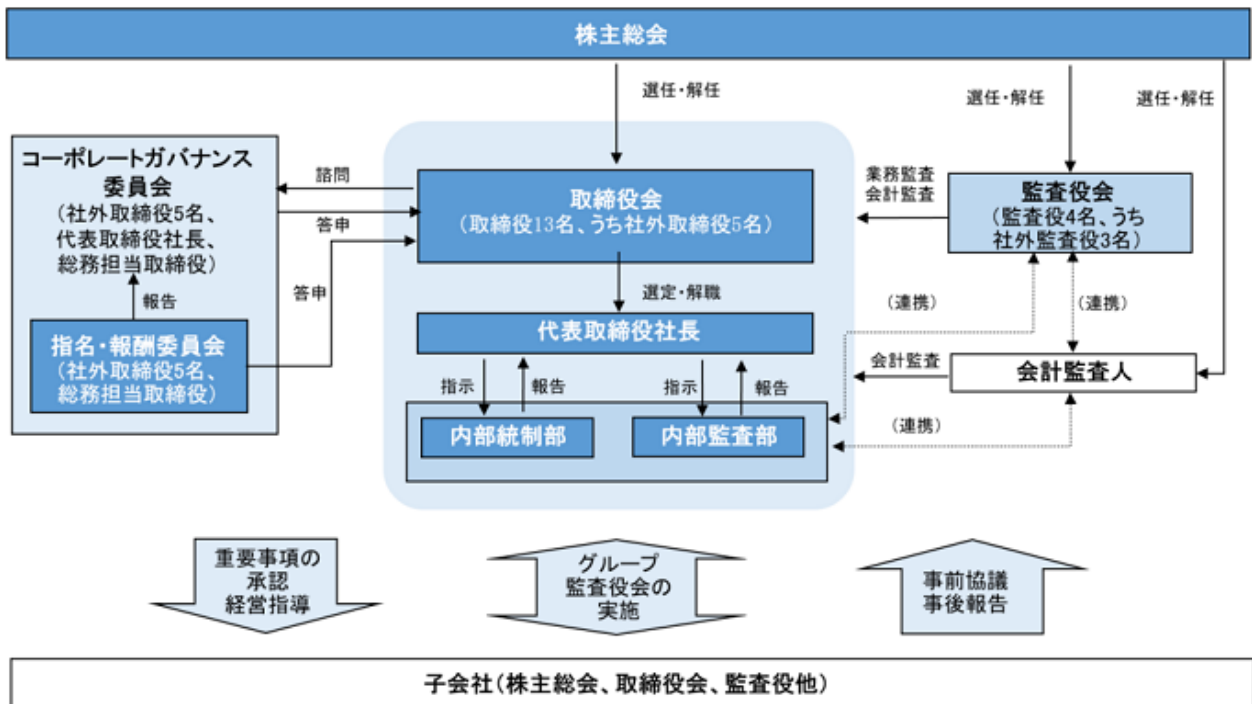 株主総会
選任・解任
選任・解任
選任・解任
コーポレートガバナンス
委員会
(社外取締役5名、
代表取締役社長、
総務担当取締役)
報告
指名・報酬委員会
(社外取締役5名、
総務担当取締役)
諮問
答申
答申
取締役会
(取締役13名、うち社外取締役5名)
選定・解職
代表取締役社長
指示
報告
指示
報告
内部統制部
内部監査部
業務監査
会計監査
監査役会
(監査役4名、うち
社外監査役3名)
(連携)
(連携)
会計監査
会計監査人
(連携)
重要事項の
承認
経営指導
グループ
監査役会の
実施
事前協議
事後報告
子会社(株主総会、取締役会、監査役他)